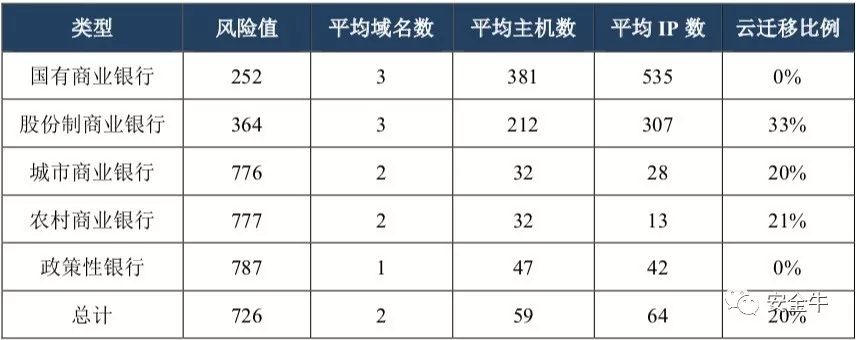 类型 风险值 平均域名数 平均主机数 平均 IP 数 云迁移比例
国有商业银行 252 3 381 535 0%
股份制商业银行 364 3 212 307 33%
城市商业银行 776 2 32 28 20%
农村商业银行 777 2 32 13 21%
政策性银行 787 1 47 42 0%
总计 726 2 59 64 20%
安全牛